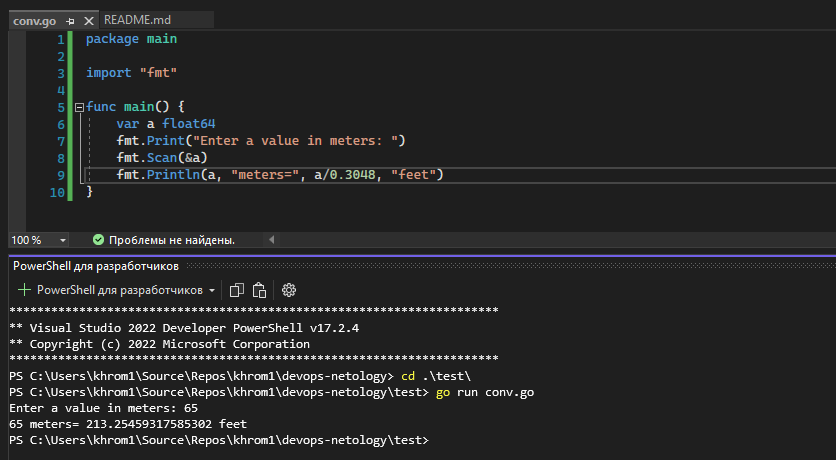 conv.go README.md
1 package main
2
3 import "fmt"
4
5 func main() {
6 var a float64
7 fmt.Print("Enter a value in meters: ")
8 fmt.Scan(&a)
9 fmt.Println(a, "meters=", a/0.3048, "feet")
10 }
100 % Проблемы не найдены.
PowerShell для разработчиков
PowerShell для разработчиков
**********************************************************************
** Visual Studio 2022 Developer PowerShell v17.2.4
** Copyright (c) 2022 Microsoft Corporation
**********************************************************************
PS C:\Users\khrom1\Source\Repos\khrom1\devops-netology> cd .\test\
PS C:\Users\khrom1\Source\Repos\khrom1\devops-netology\test> go run conv.go
Enter a value in meters: 65
65 meters= 213.25459317585302 feet
PS C:\Users\khrom1\Source\Repos\khrom1\devops-netology\test>